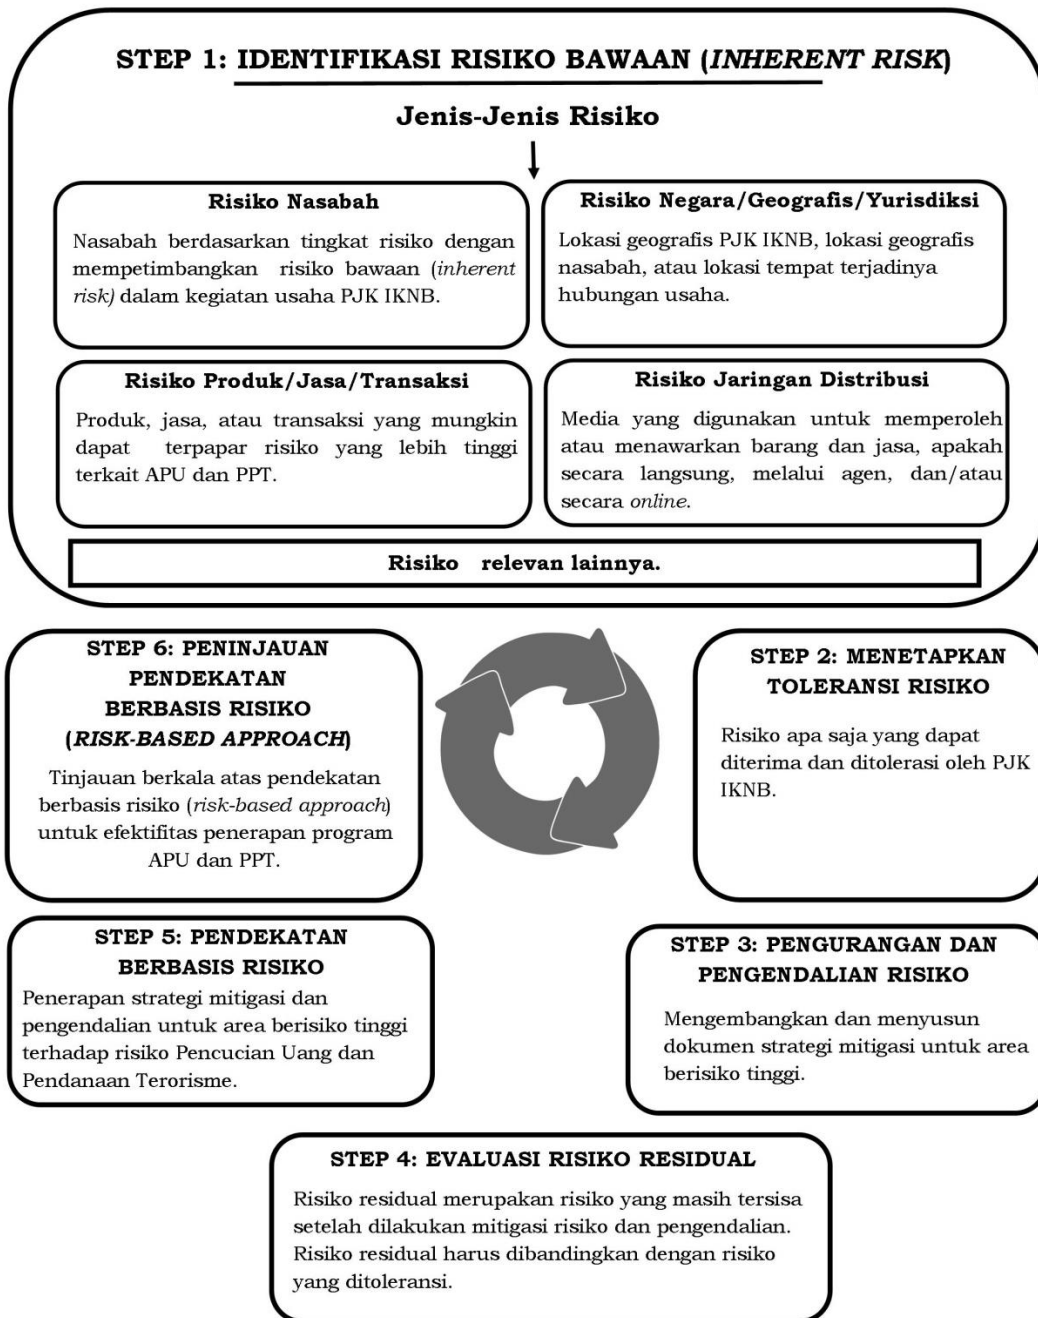 STEP 1: IDENTIFIKASI RISIKO BAWAAN (INHERENT RISK)
Jenis-Jenis Risiko
Risiko Nasabah
Nasabah berdasarkan tingkat risiko dengan
mempetimbangkan risiko bawaan (inherent
risk) dalam kegiatan usaha PJK IKNB.
Risiko Negara/Geografis/Yurisdiksi
Lokasi geografis PJK IKNB, lokasi geografis
nasabah, atau lokasi tempat terjadinya
hubungan usaha.
Risiko Produk/Jasa/Transaksi
Produk, jasa, atau transaksi yang mungkin
dapat terpapar risiko yang lebih tinggi
terkait APU dan PPT.
Risiko Jaringan Distribusi
Media yang digunakan untuk memperoleh
atau menawarkan barang dan jasa, apakah
secara langsung, melalui agen, dan/atau
secara online.
Risiko relevan lainnya.
STEP 2: MENETAPKAN
TOLERANSI RISIKO
Risiko apa saja yang dapat
diterima dan ditolerasi oleh PJK
IKNB.
STEP 3: PENGURANGAN DAN
PENGENDALIAN RISIKO
Mengembangkan dan menyusun
dokumen strategi mitigasi untuk area
berisiko tinggi.
STEP 4: EVALUASI RISIKO RESIDUAL
Risiko residual merupakan risiko yang masih tersisa
setelah dilakukan mitigasi risiko dan pengendalian.
Risiko residual harus dibandingkan dengan risiko
yang ditoleransi.
STEP 5: PENDEKATAN
BERBASIS RISIKO
Penerapan strategi mitigasi dan
pengendalian untuk area berisiko tinggi
terhadap risiko Pencucian Uang dan
Pendanaan Terorisme.
STEP 6: PENINJAUAN
PENDEKATAN
BERBASIS RISIKO
(RISK-BASED APPROACH)
Tinjauan berkala atas pendekatan
berbasis risiko (risk-based approach)
untuk efektifitas penerapan program
APU dan PPT.